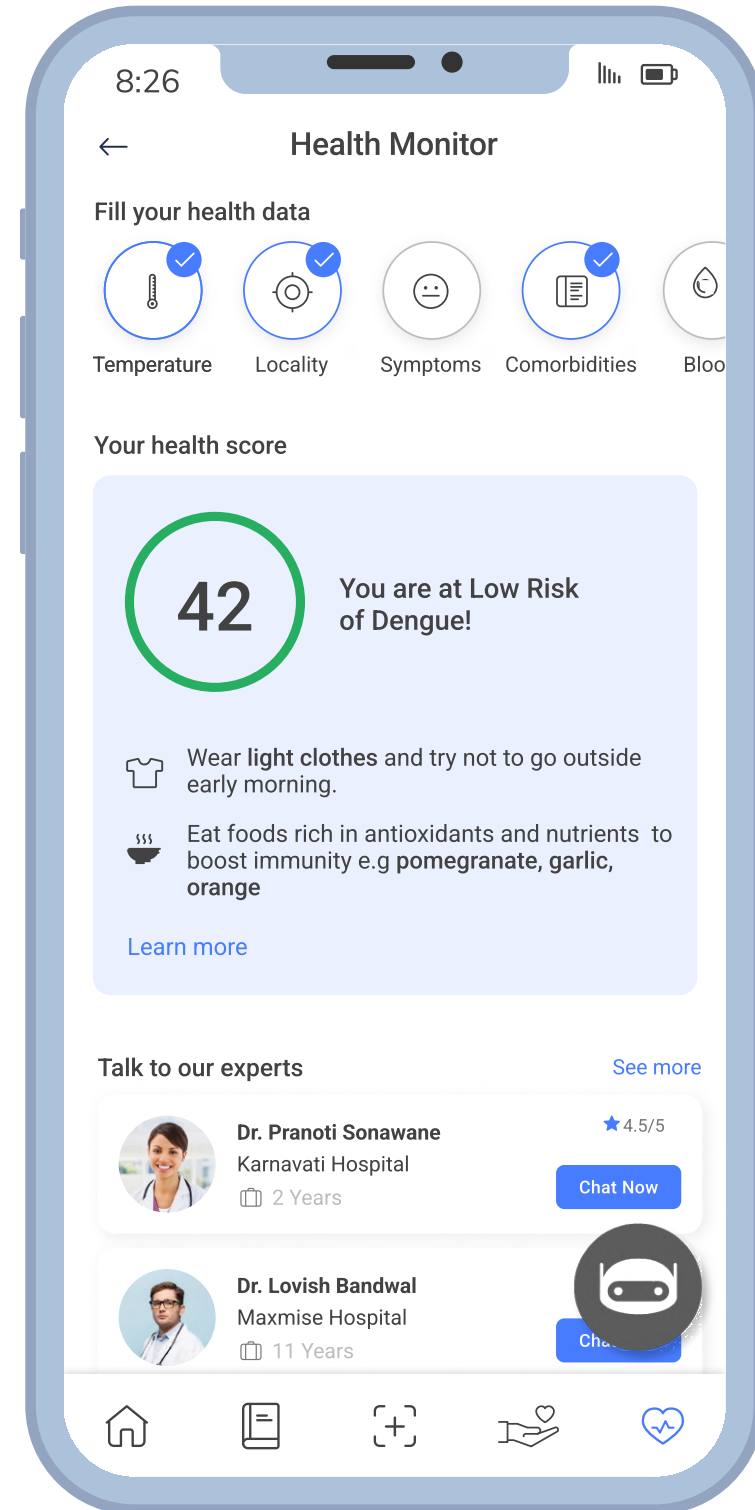 8:26
Health Monitor
Fill your health data
Temperature
Locality
Symptoms
Comorbidities
Bloo
Your health score
42
You are at Low Risk
of Dengue!
Wear light clothes and try not to go outside
early morning.
Eat foods rich in antioxidants and nutrients to
boost immunity e.g pomegranate, garlic,
orange
Learn more
Talk to our experts
See more
Dr. Pranoti Sonawane
4.5/5
Karnavati Hospital
2 Years
Chat Now
Dr. Lovish Bandwal
Maxmise Hospital
11 Years
Cha